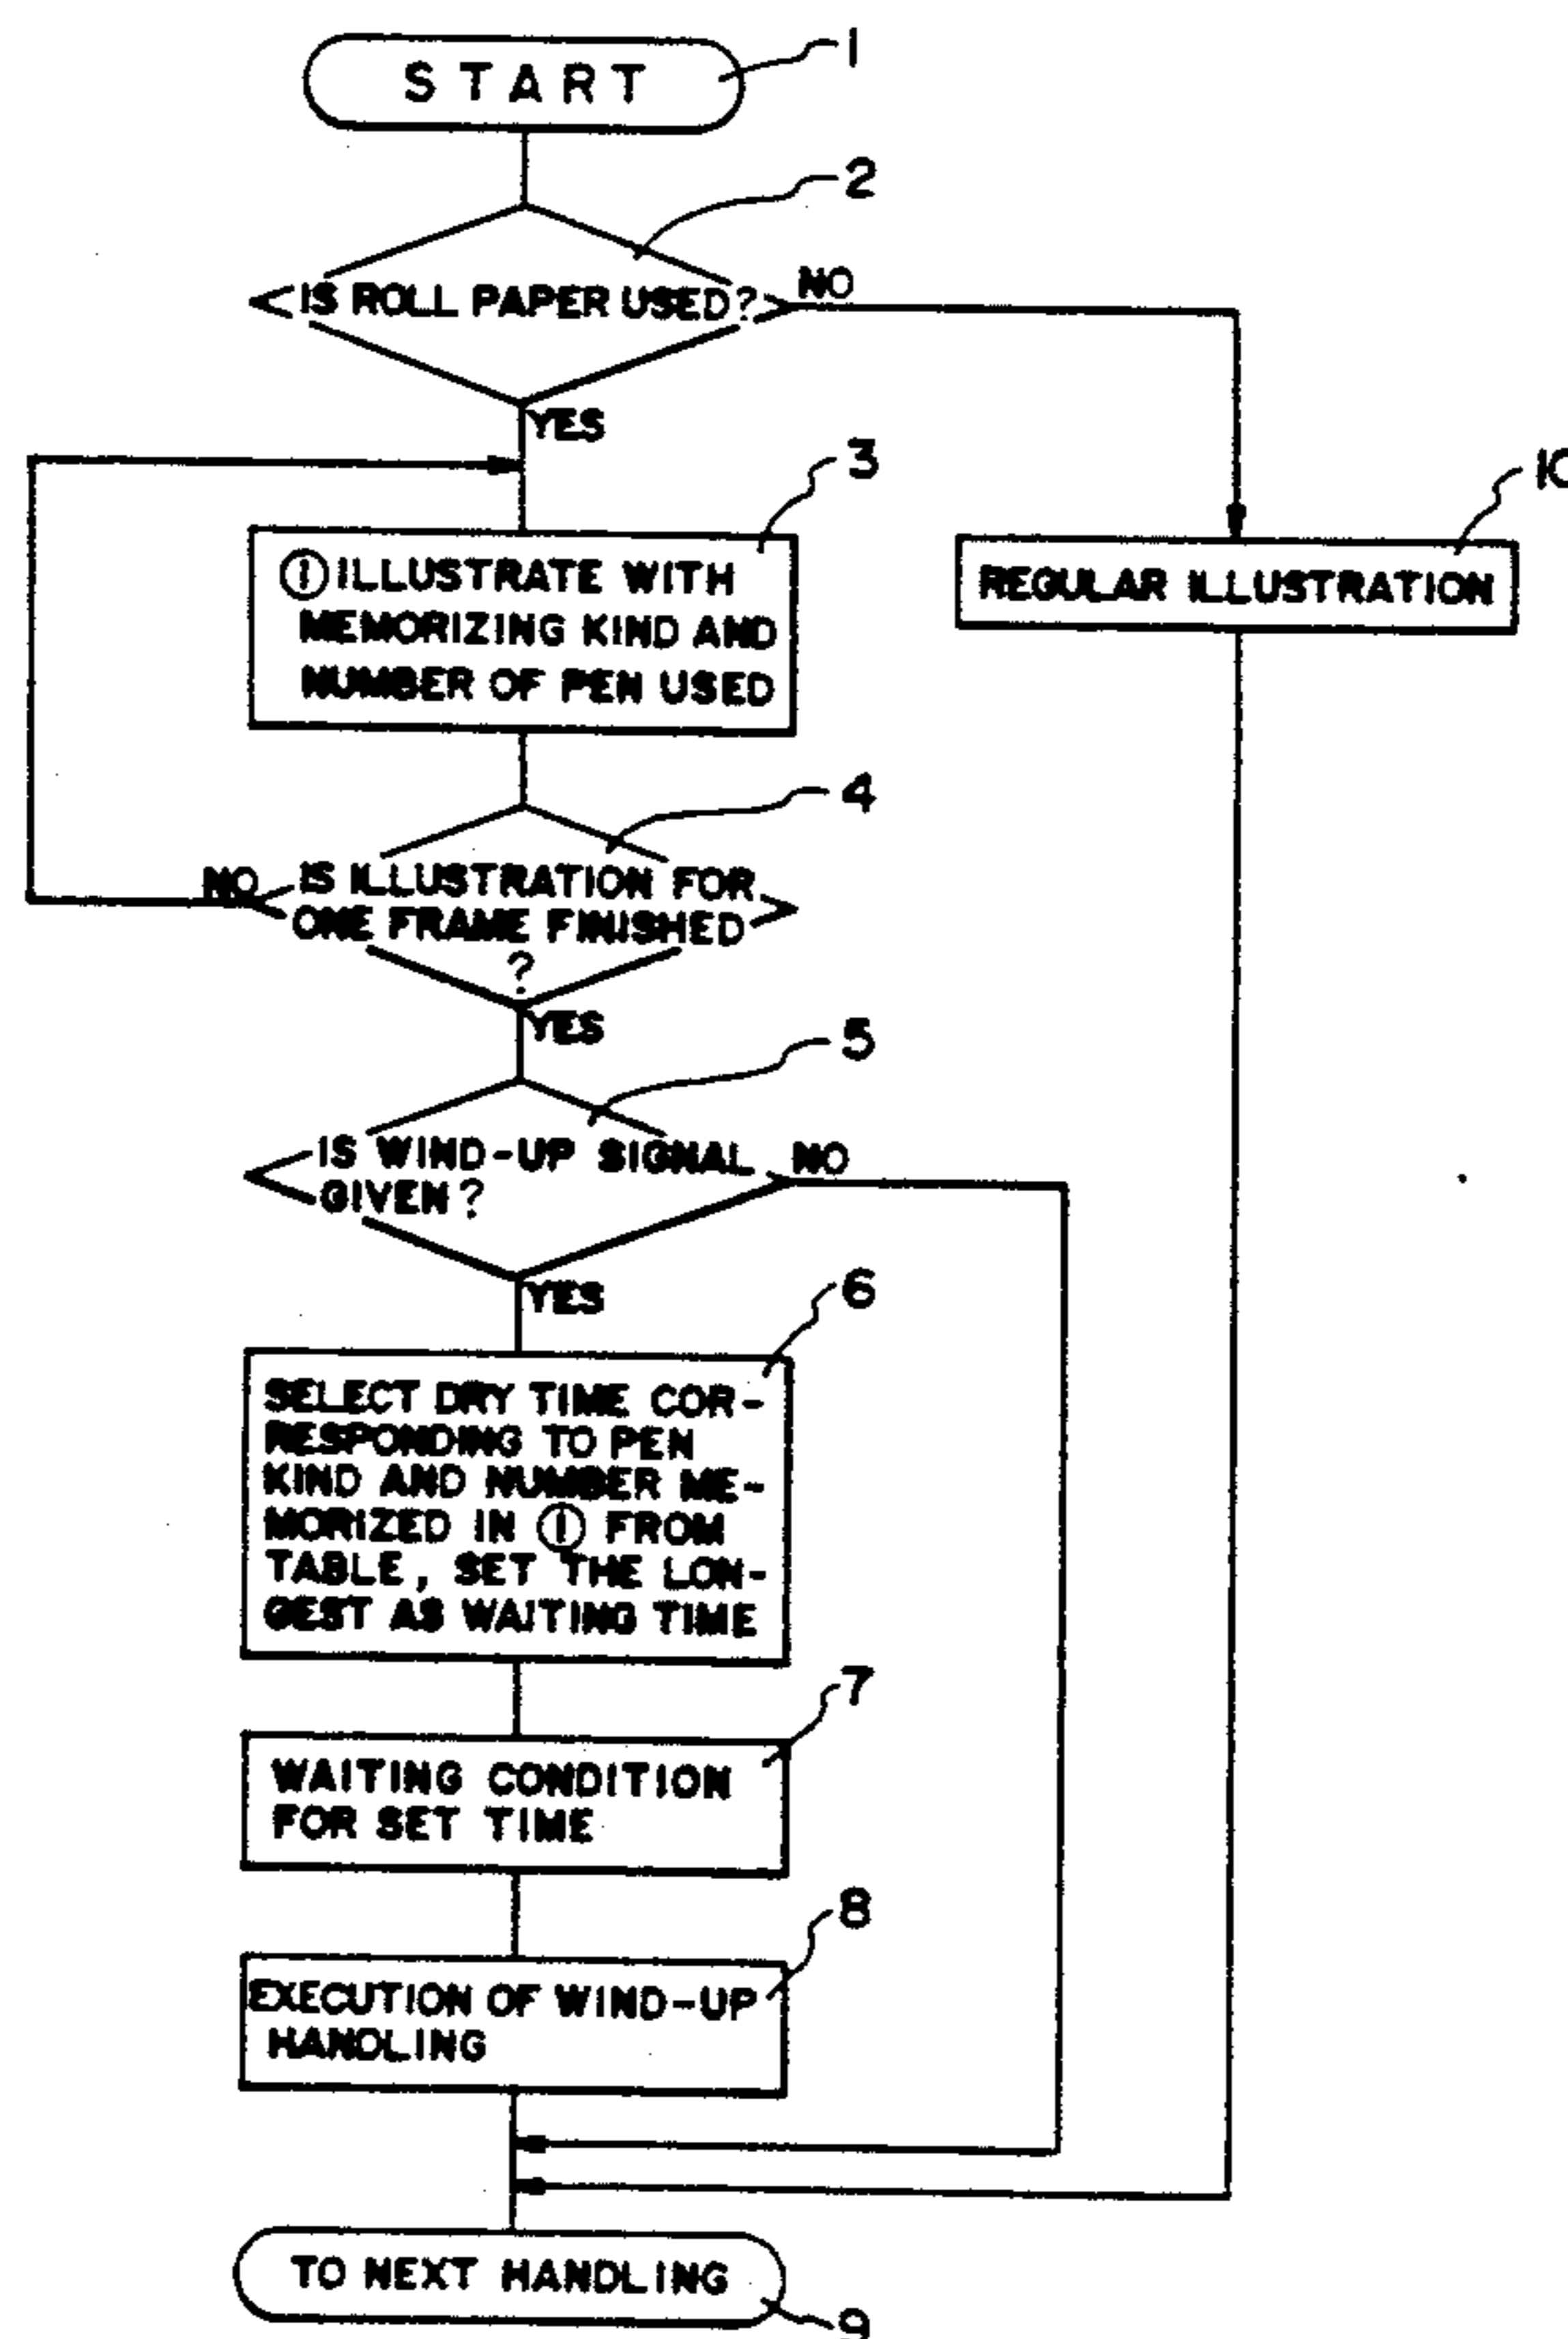 START
1
2
IS ROLL PAPER USED?
NO
YES
3
① ILLUSTRATE WITH
MEMORIZING KIND AND
NUMBER OF PEN USED
10
REGULAR ILLUSTRATION
4
NO
IS ILLUSTRATION FOR
ONE FRAME FINISHED
?
YES
5
IS WIND-UP SIGNAL
GIVEN?
NO
YES
6
SELECT DRY TIME COR-
RESPONDING TO PEN
KIND AND NUMBER ME-
MORIZED IN ① FROM
TABLE, SET THE LON-
GEST AS WAITING TIME
7
WAITING CONDITION
FOR SET TIME
8
EXECUTION OF WIND-UP
HANDLING
TO NEXT HANDLING
9